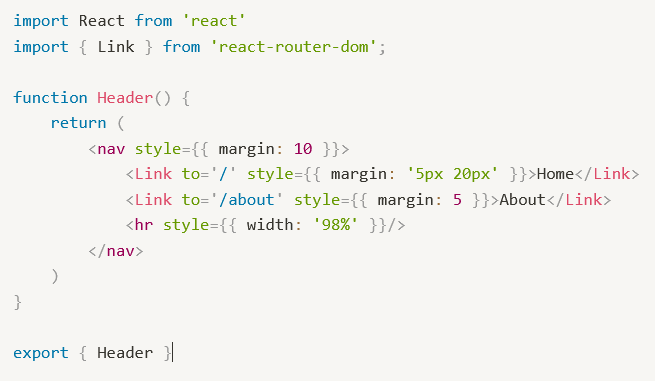 import React from 'react'
import { Link } from 'react-router-dom';

function Header() {
    return (
        <nav style={{ margin: 10 }}>
            <Link to='/' style={{ margin: '5px 20px' }}>Home</Link>
            <Link to='/about' style={{ margin: 5 }}>About</Link>
            <hr style={{ width: '98%' }}/>
        </nav>
    )
}

export { Header }